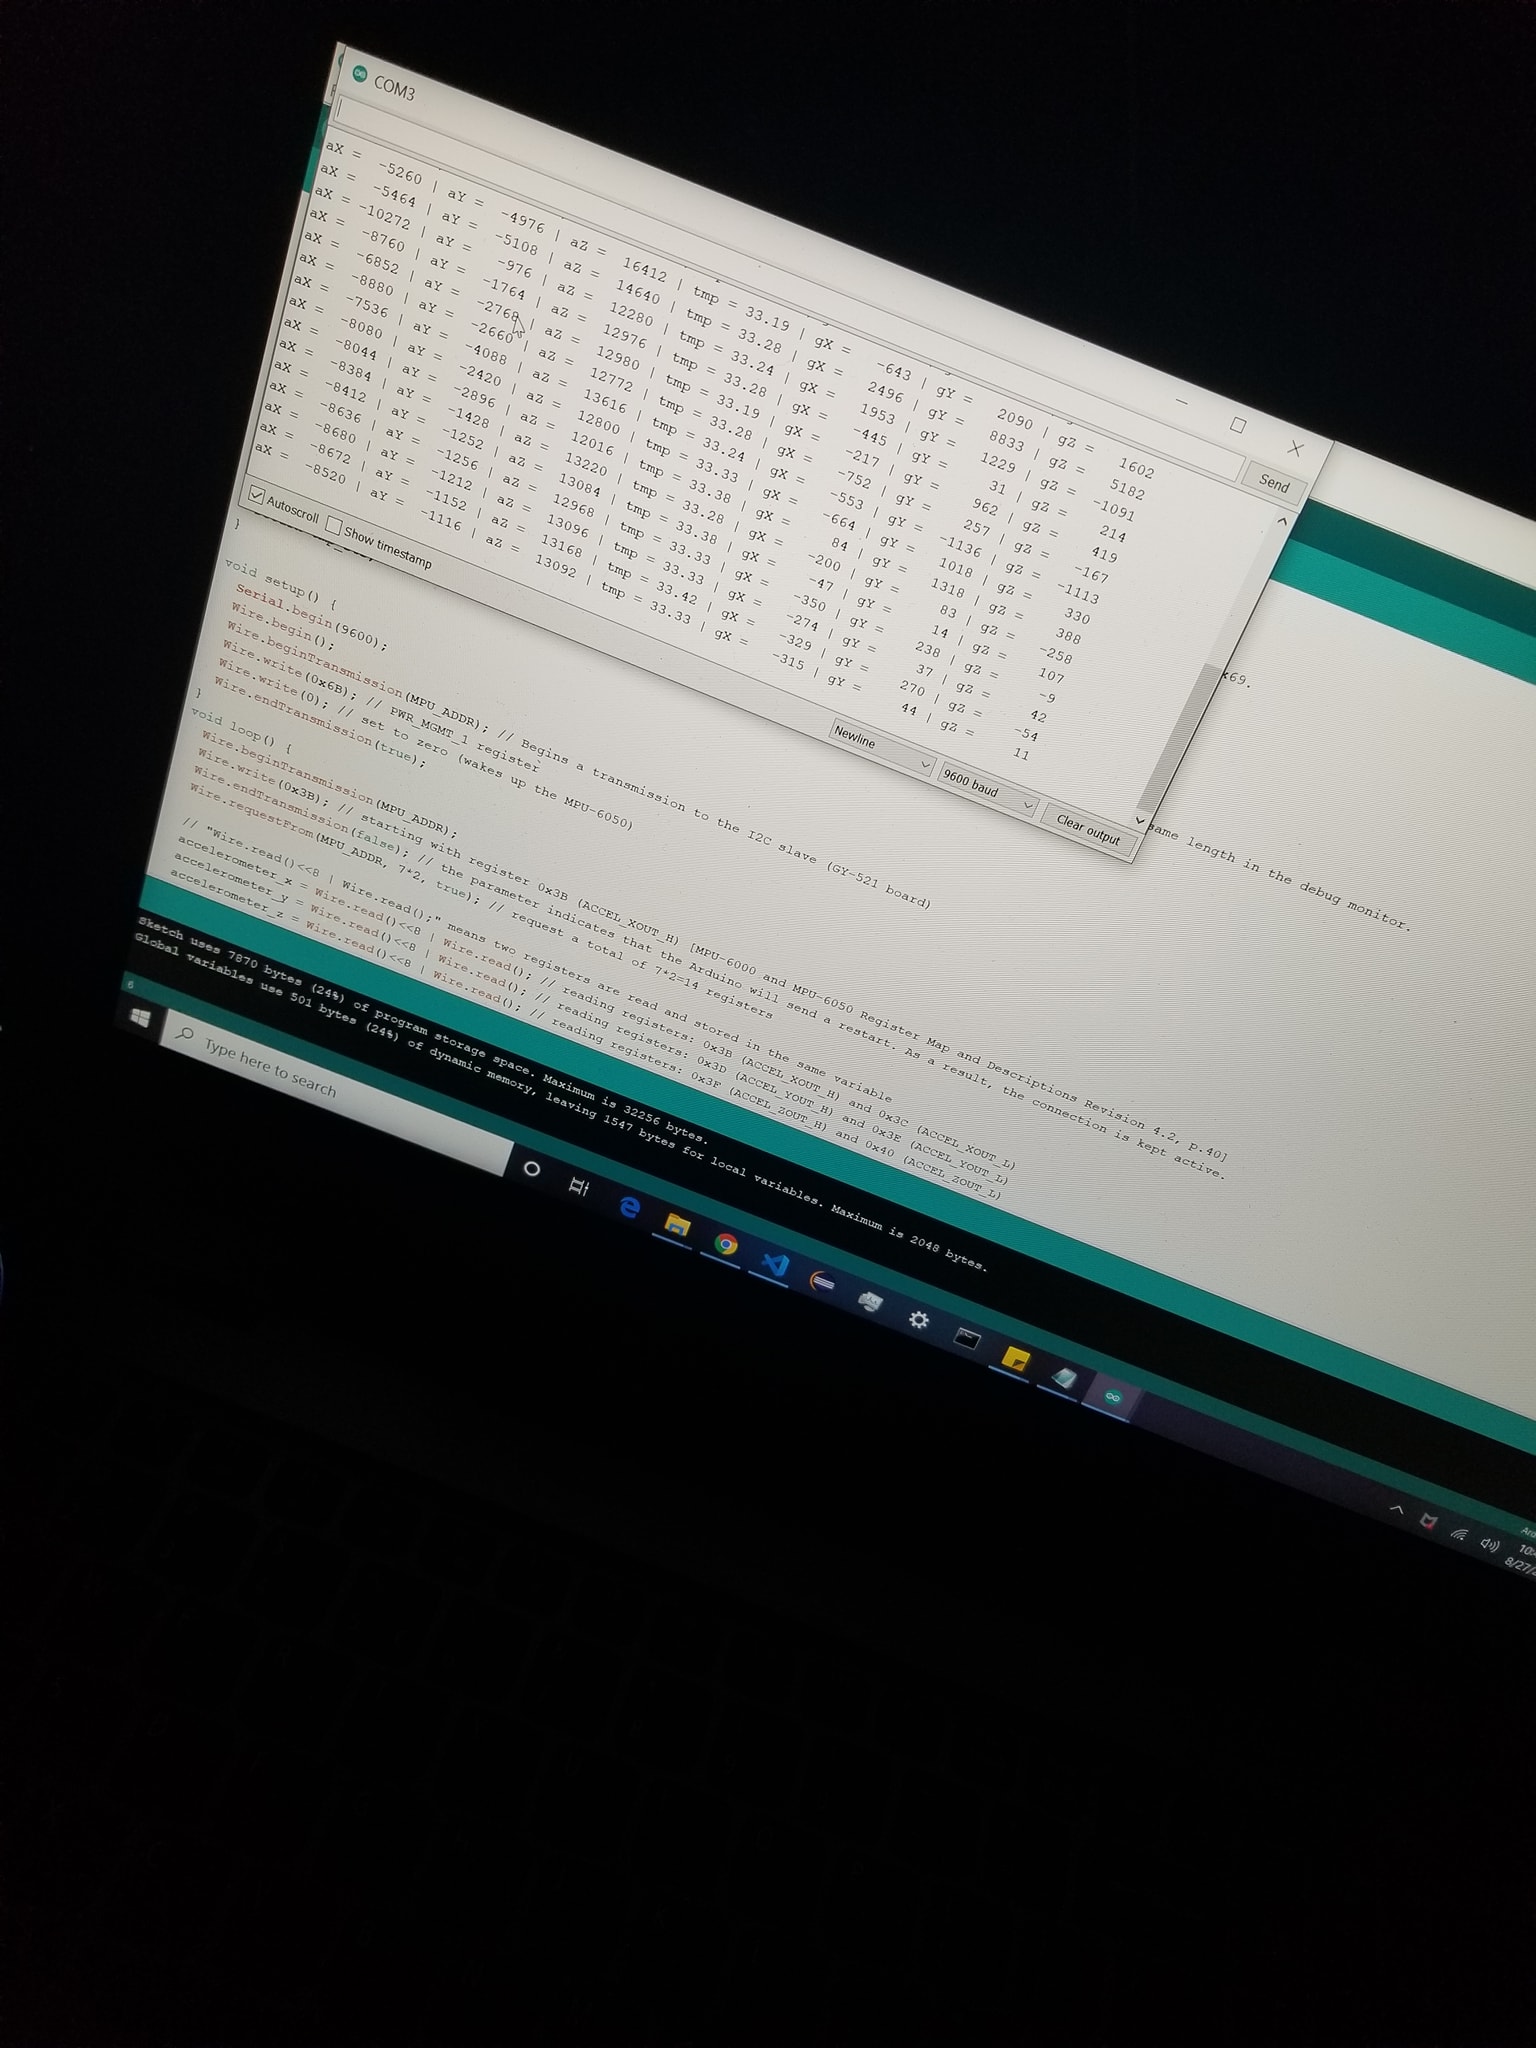 COM3
Send
aX = -5260 | aY = -4976 | aZ = 16412 | tmp = 33.19 | gX = -643 | gY = 2090 | gZ = 1602
aX = -5464 | aY = -5108 | aZ = 14640 | tmp = 33.28 | gX = 2496 | gY = 8833 | gZ = 5182
aX = -10272 | aY = -976 | aZ = 12280 | tmp = 33.24 | gX = 1953 | gY = 1229 | gZ = -1091
aX = -8760 | aY = -1764 | aZ = 12976 | tmp = 33.28 | gX = -445 | gY = 31 | gZ = 214
aX = -6852 | aY = -2768 | aZ = 12980 | tmp = 33.19 | gX = -217 | gY = 962 | gZ = 419
aX = -8880 | aY = -2660 | aZ = 12772 | tmp = 33.28 | gX = -752 | gY = 257 | gZ = -167
aX = -7536 | aY = -4088 | aZ = 13616 | tmp = 33.24 | gX = -553 | gY = -1136 | gZ = -1113
aX = -8080 | aY = -2420 | aZ = 12800 | tmp = 33.33 | gX = -664 | gY = 1018 | gZ = 330
aX = -8044 | aY = -2896 | aZ = 12016 | tmp = 33.38 | gX = 84 | gY = 1318 | gZ = 388
aX = -8384 | aY = -1428 | aZ = 13220 | tmp = 33.28 | gX = -200 | gY = 83 | gZ = -258
aX = -8412 | aY = -1252 | aZ = 13084 | tmp = 33.38 | gX = -47 | gY = 14 | gZ = 107
aX = -8636 | aY = -1256 | aZ = 12968 | tmp = 33.33 | gX = -350 | gY = 238 | gZ = -9
aX = -8680 | aY = -1212 | aZ = 13096 | tmp = 33.33 | gX = -274 | gY = 37 | gZ = 42
aX = -8672 | aY = -1152 | aZ = 13168 | tmp = 33.42 | gX = -329 | gY = 270 | gZ = -54
aX = -8520 | aY = -1116 | aZ = 13092 | tmp = 33.33 | gX = -315 | gY = 44 | gZ = 11
Autoscroll Show timestamp Newline 9600 baud Clear output
x69.
same length in the debug monitor.
}
void setup() {
Serial.begin(9600);
Wire.begin();
Wire.beginTransmission(MPU_ADDR); // Begins a transmission to the I2C slave (GY-521 board)
Wire.write(0x6B); // PWR_MGMT_1 register
Wire.write(0); // set to zero (wakes up the MPU-6050)
Wire.endTransmission(true);
}
void loop() {
Wire.beginTransmission(MPU_ADDR);
Wire.write(0x3B); // starting with register 0x3B (ACCEL_XOUT_H) [MPU-6000 and MPU-6050 Register Map and Descriptions Revision 4.2, p.40]
Wire.endTransmission(false); // the parameter indicates that the Arduino will send a restart. As a result, the connection is kept active.
Wire.requestFrom(MPU_ADDR, 7*2, true); // request a total of 7*2=14 registers
// "Wire.read()<<8 | Wire.read();" means two registers are read and stored in the same variable
accelerometer_x = Wire.read()<<8 | Wire.read(); // reading registers: 0x3B (ACCEL_XOUT_H) and 0x3C (ACCEL_XOUT_L)
accelerometer_y = Wire.read()<<8 | Wire.read(); // reading registers: 0x3D (ACCEL_YOUT_H) and 0x3E (ACCEL_YOUT_L)
accelerometer_z = Wire.read()<<8 | Wire.read(); // reading registers: 0x3F (ACCEL_ZOUT_H) and 0x40 (ACCEL_ZOUT_L)
Sketch uses 7870 bytes (24%) of program storage space. Maximum is 32256 bytes.
Global variables use 501 bytes (24%) of dynamic memory, leaving 1547 bytes for local variables. Maximum is 2048 bytes.
6
Type here to search
8/27/